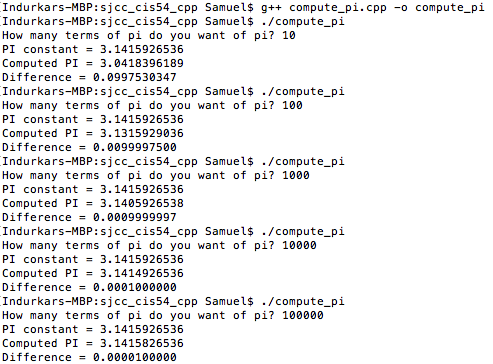 [Indurkars-MBP:sjcc_cis54_cpp Samuel$ g++ compute_pi.cpp -o compute_pi
[Indurkars-MBP:sjcc_cis54_cpp Samuel$ ./compute_pi
How many terms of pi do you want of pi? 10
PI constant = 3.1415926536
Computed PI = 3.0418396189
Difference = 0.0997530347
[Indurkars-MBP:sjcc_cis54_cpp Samuel$ ./compute_pi
How many terms of pi do you want of pi? 100
PI constant = 3.1415926536
Computed PI = 3.1315929036
Difference = 0.0099997500
[Indurkars-MBP:sjcc_cis54_cpp Samuel$ ./compute_pi
How many terms of pi do you want of pi? 1000
PI constant = 3.1415926536
Computed PI = 3.1405926538
Difference = 0.0009999997
[Indurkars-MBP:sjcc_cis54_cpp Samuel$ ./compute_pi
How many terms of pi do you want of pi? 10000
PI constant = 3.1415926536
Computed PI = 3.1414926536
Difference = 0.0001000000
[Indurkars-MBP:sjcc_cis54_cpp Samuel$ ./compute_pi
How many terms of pi do you want of pi? 100000
PI constant = 3.1415926536
Computed PI = 3.1415826536
Difference = 0.0000100000